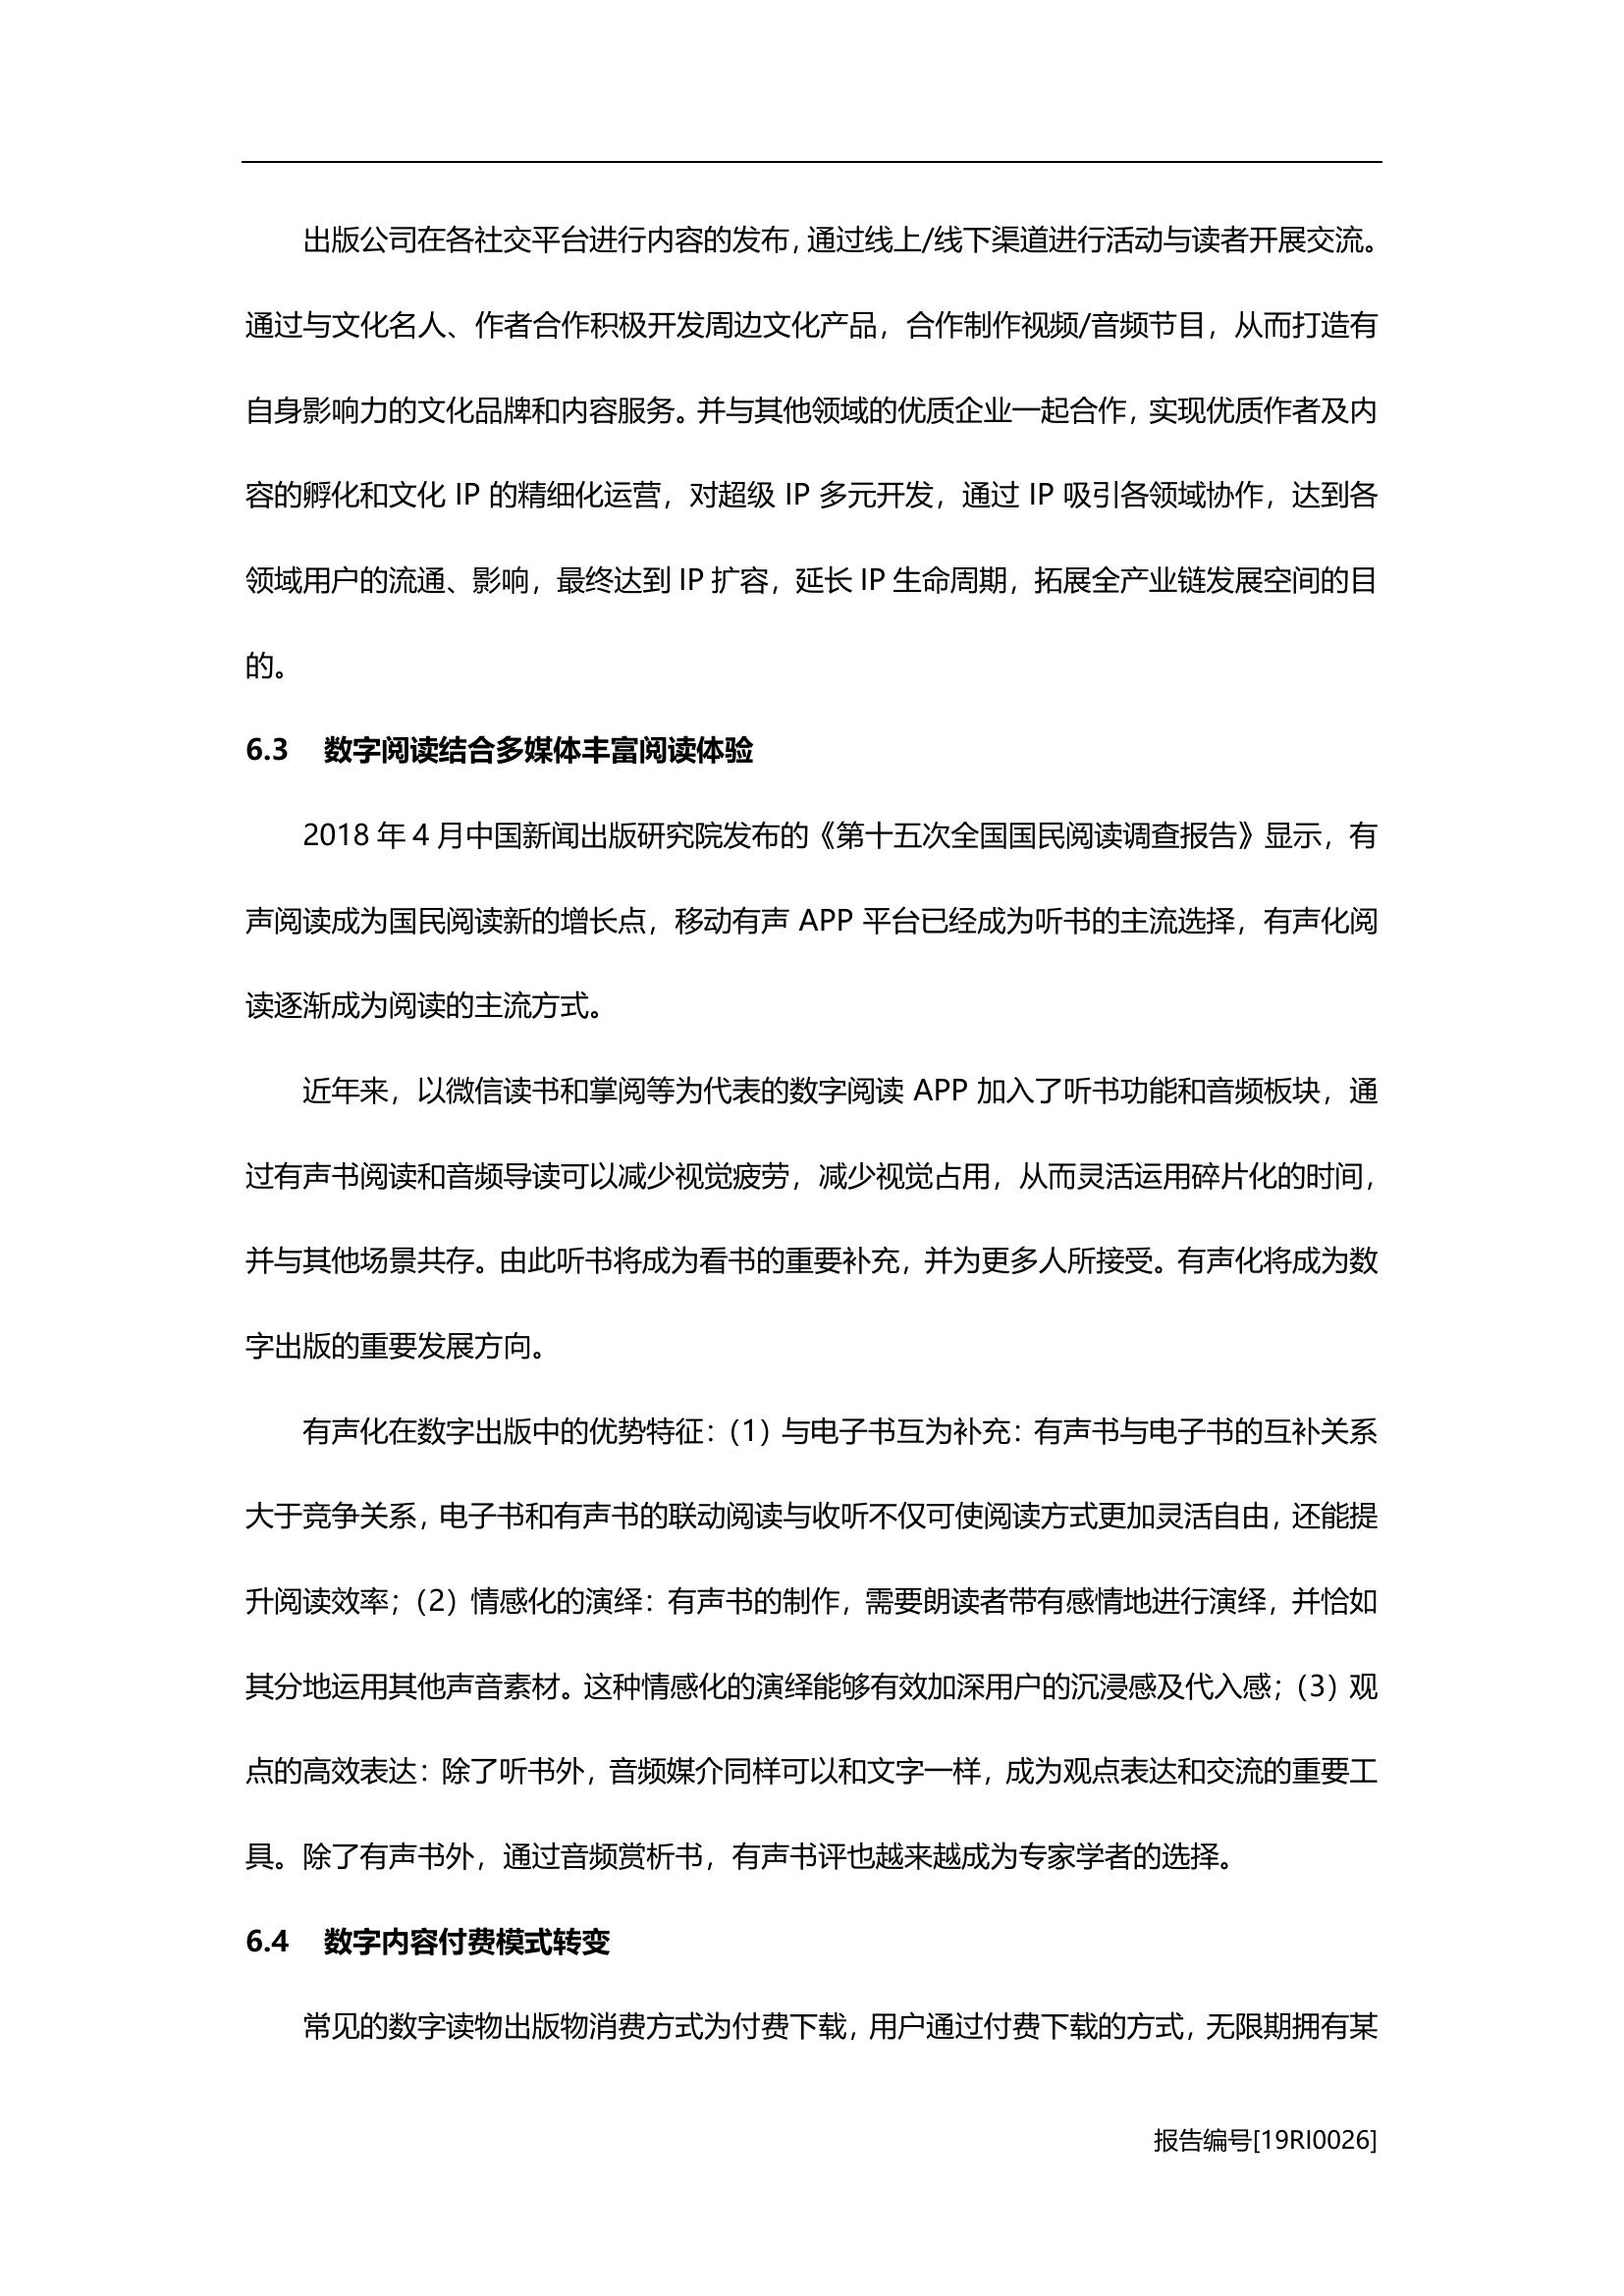 出版公司在各社交平台进行内容的发布，通过线上/线下渠道进行活动与读者开展交流。
通过与文化名人、作者合作积极开发周边文化产品，合作制作视频/音频节目，从而打造有
自身影响力的文化品牌和内容服务。并与其他领域的优质企业一起合作，实现优质作者及内
容的孵化和文化 IP 的精细化运营，对超级 IP 多元开发，通过 IP 吸引各领域协作，达到各
领域用户的流通、影响，最终达到 IP 扩容，延长 IP 生命周期，拓展全产业链发展空间的目
的。
6.3 数字阅读结合多媒体丰富阅读体验
2018 年 4 月中国新闻出版研究院发布的《第十五次全国国民阅读调查报告》显示，有
声阅读成为国民阅读新的增长点，移动有声 APP 平台已经成为听书的主流选择，有声化阅
读逐渐成为阅读的主流方式。
近年来，以微信读书和掌阅等为代表的数字阅读 APP 加入了听书功能和音频板块，通
过有声书阅读和音频导读可以减少视觉疲劳，减少视觉占用，从而灵活运用碎片化的时间，
并与其他场景共存。由此听书将成为看书的重要补充，并为更多人所接受。有声化将成为数
字出版的重要发展方向。
有声化在数字出版中的优势特征：（1）与电子书互为补充：有声书与电子书的互补关系
大于竞争关系，电子书和有声书的联动阅读与收听不仅可使阅读方式更加灵活自由，还能提
升阅读效率；（2）情感化的演绎：有声书的制作，需要朗读者带有感情地进行演绎，并恰如
其分地运用其他声音素材。这种情感化的演绎能够有效加深用户的沉浸感及代入感；（3）观
点的高效表达：除了听书外，音频媒介同样可以和文字一样，成为观点表达和交流的重要工
具。除了有声书外，通过音频赏析书，有声书评也越来越成为专家学者的选择。
6.4 数字内容付费模式转变
常见的数字读物出版物消费方式为付费下载，用户通过付费下载的方式，无限期拥有某
报告编号[19RI0026]